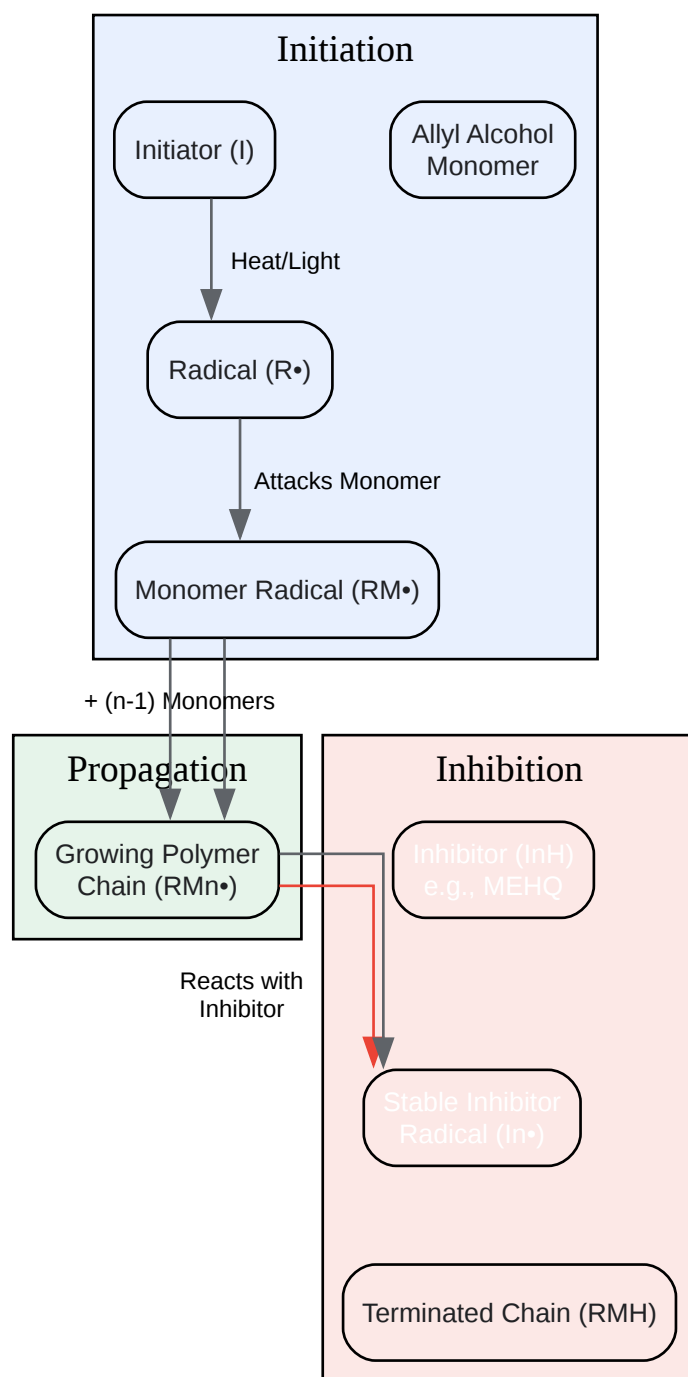 Initiation
Initiator (I)
Allyl Alcohol
Monomer
Heat/Light
Radical (R•)
Attacks Monomer
Monomer Radical (RM•)
+ (n-1) Monomers
Propagation
Inhibition
Growing Polymer
Chain (RMn•)
Inhibitor (InH)
e.g., MEHQ
Reacts with
Inhibitor
Stable Inhibitor
Radical (In•)
Terminated Chain (RMH)